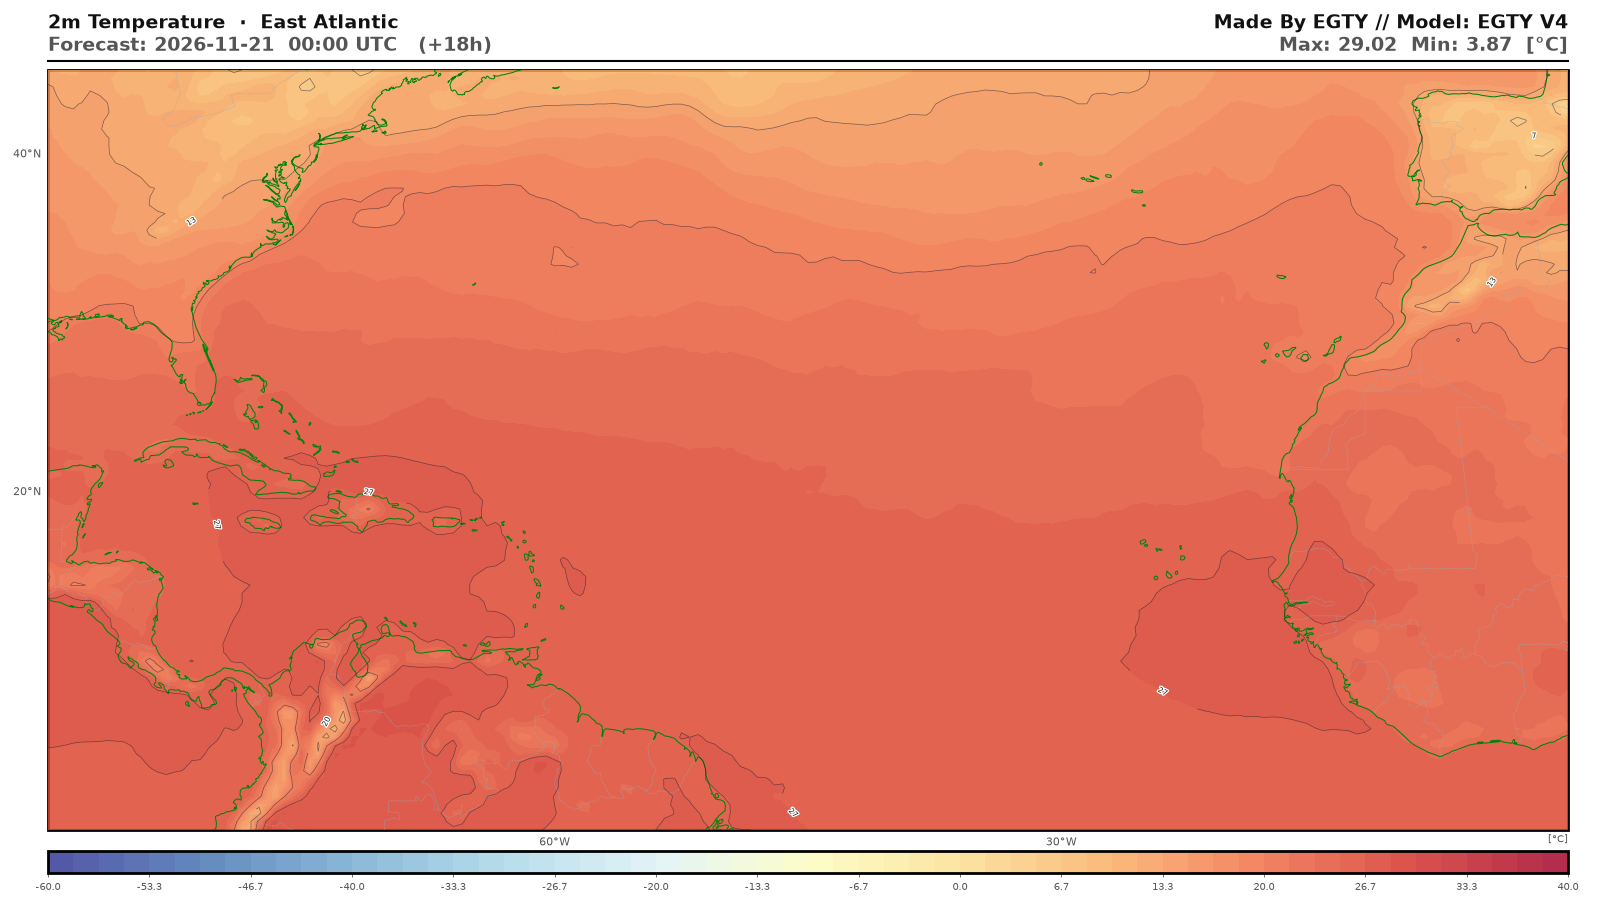 2m Temperature · East Atlantic
Made By EGTY // Model: EGTY V4
Forecast: 2026-11-21 00:00 UTC (+18h)
Max: 29.02 Min: 3.87 [°C]
7
40°N
13
13
27
20°N
27
27
20
27
60°W
30°W
[°C]
-60.0
-53.3
-46.7
-40.0
-33.3
-26.7
-20.0
-13.3
-6.7
0.0
6.7
13.3
20.0
26.7
33.3
40.0